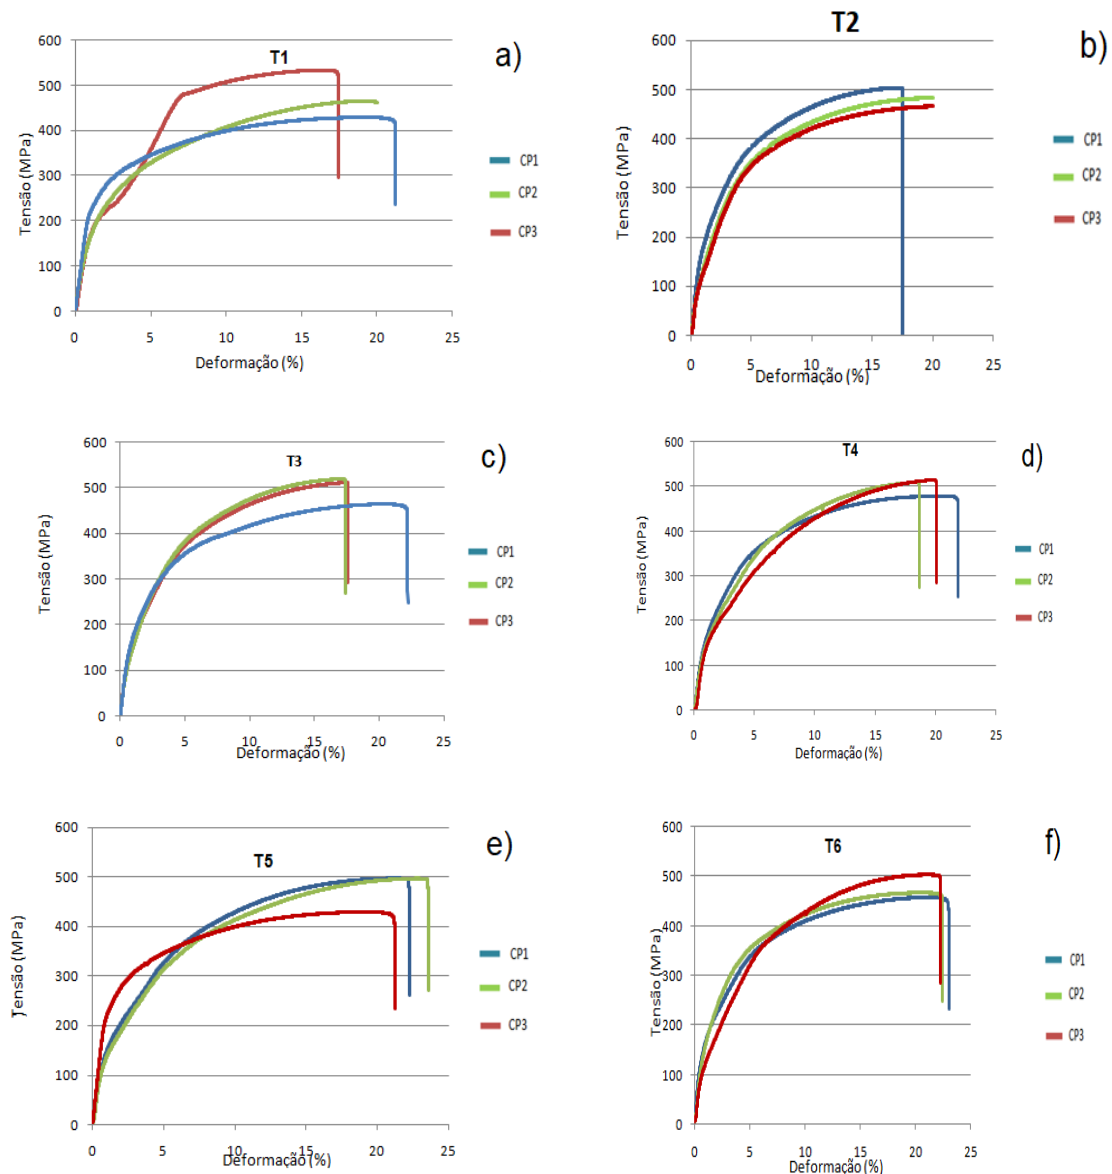 T1
a)
600
500
400
300
200
100
0
0 5 10 15 20 25
Tensão (MPa)
Deformação (%)
CP1
CP2
CP3
T2
b)
600
500
400
300
200
100
0
0 5 10 15 20 25
Tensão (MPa)
Deformação (%)
CP1
CP2
CP3
T3
c)
600
500
400
300
200
100
0
0 5 10 15 20 25
Tensão (MPa)
Deformação (%)
CP1
CP2
CP3
T4
d)
600
500
400
300
200
100
0
0 5 10 15 20 25
Tensão (MPa)
Deformação (%)
CP1
CP2
CP3
T5
e)
600
500
400
300
200
100
0
0 5 10 15 20 25
Tensão (MPa)
Deformação (%)
CP1
CP2
CP3
T6
f)
600
500
400
300
200
100
0
0 5 10 15 20 25
Tensão (MPa)
Deformação (%)
CP1
CP2
CP3